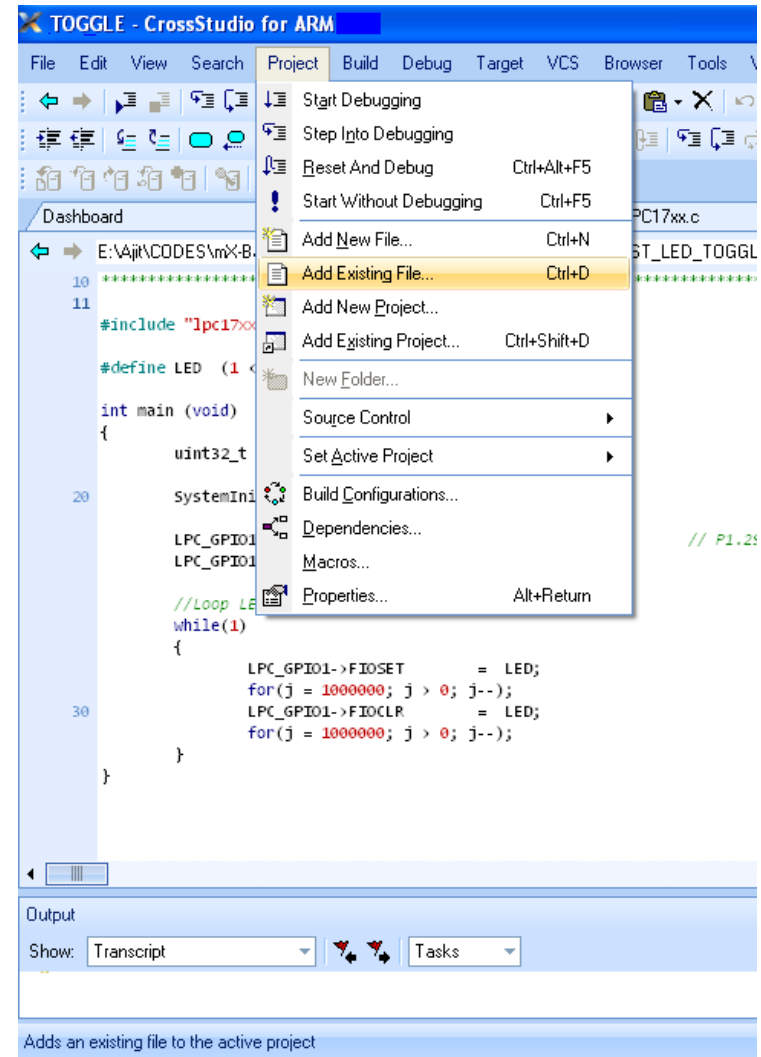 TOGGLE - CrossStudio for ARM
File Edit View Search Project Build Debug Target VCS Browser Tools
Start Debugging
Step Into Debugging
Reset And Debug Ctrl+Alt+F5
Start Without Debugging Ctrl+F5
Add New File... Ctrl+N
Add Existing File... Ctrl+D
Add New Project...
Add Existing Project... Ctrl+Shift+D
New Folder...
Source Control
Set Active Project
Build Configurations...
Dependencies...
Macros...
Properties... Alt+Return
Dashboard PC17xx.c
E:\Ajit\CODES\mX-B. ST_LED_TOGGL
10 ****************** **************
11
#include "lpc17xx
#define LED (1 <
int main (void)
{
uint32_t
20 SystemIni
LPC_GPIO1 // P1.29
LPC_GPIO1
//Loop LE
while(1)
{
LPC_GPIO1->FIOSET = LED;
for(j = 1000000; j > 0; j--);
30 LPC_GPIO1->FIOCLR = LED;
for(j = 1000000; j > 0; j--);
}
}
Output
Show: Transcript Tasks
Adds an existing file to the active project